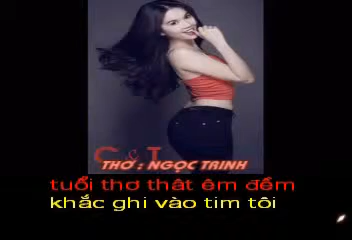 C & T
THƠ : NGỌC TRINH
tuổi thơ thật êm đềm
khắc ghi vào tim tôi